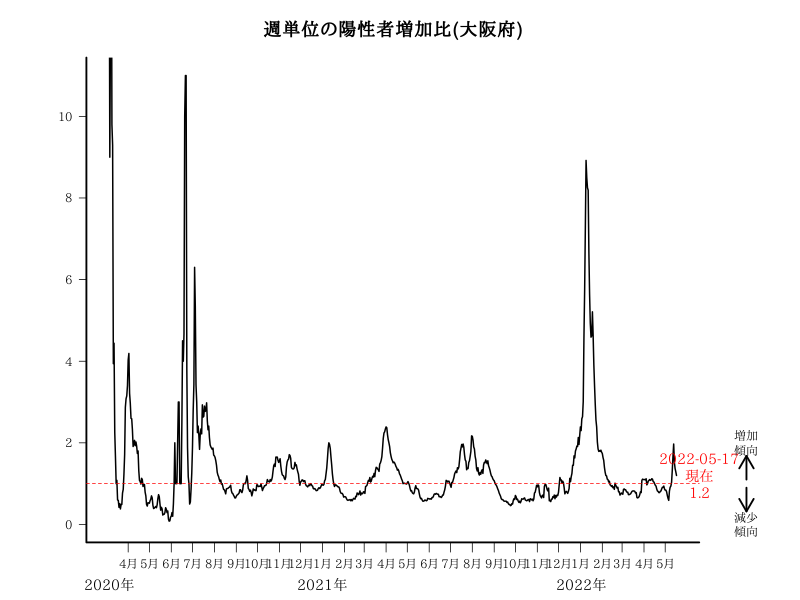 週単位の陽性者増加比(大阪府)
10
8
6
4
2
0
増加
傾向
2022-05-17
現在
1.2
減少
傾向
4月 5月 6月 7月 8月 9月 10月 11月 12月 1月 2月 3月 4月 5月 6月 7月 8月 9月 10月 11月 12月 1月 2月 3月 4月 5月
2020年 2021年 2022年